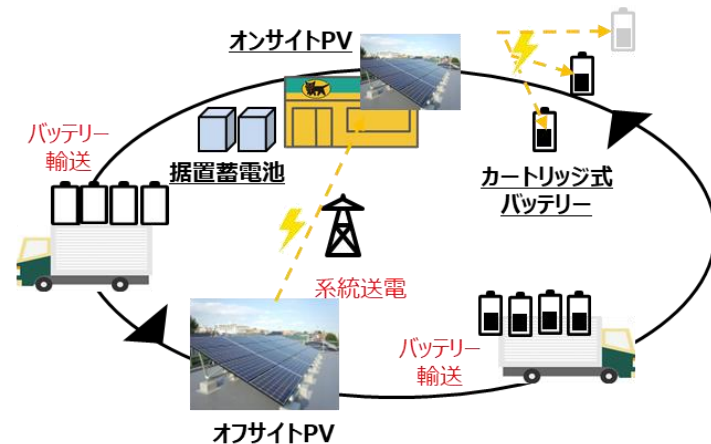 オンサイトPV
バッテリー
輸送
据置蓄電池
カートリッジ式
バッテリー
系統送電
バッテリー
輸送
オフサイトPV